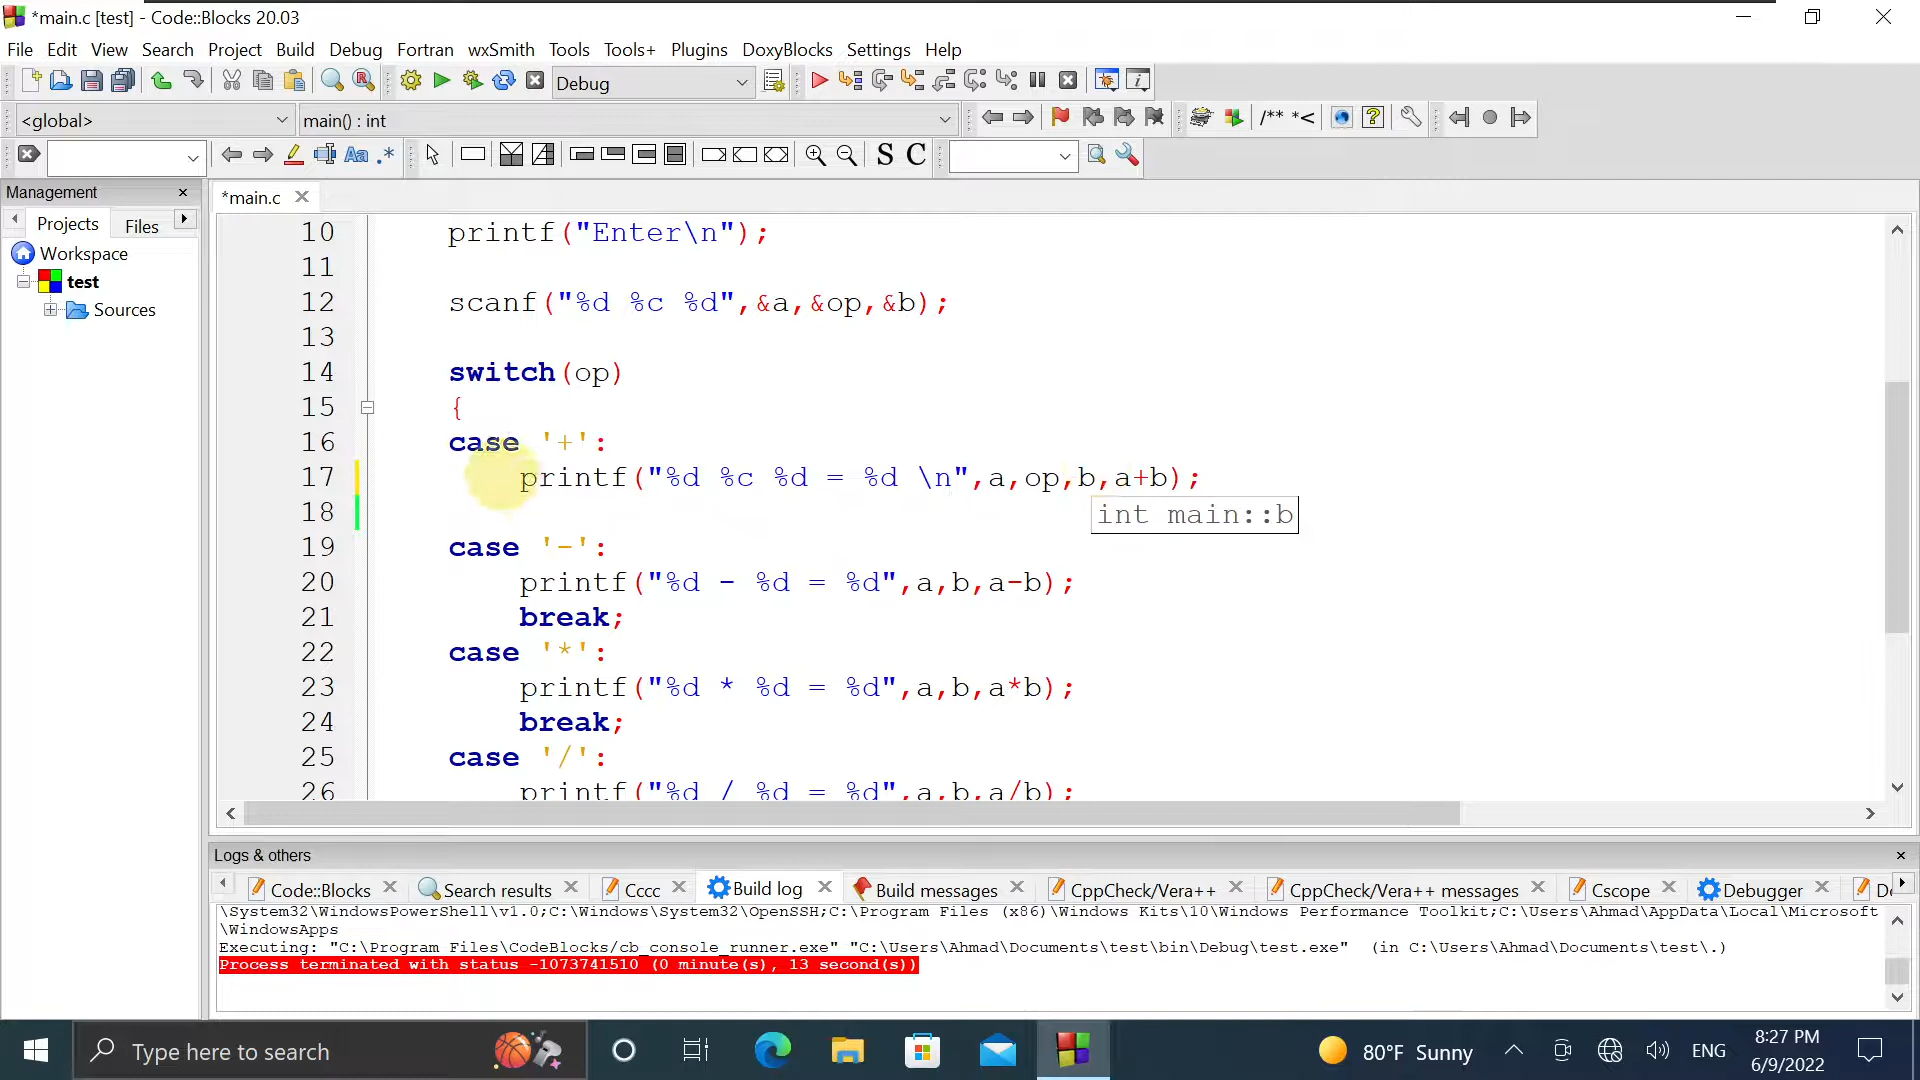 *main.c [test] - Code::Blocks 20.03
File Edit View Search Project Build Debug Fortran wxSmith Tools Tools+ Plugins DoxyBlocks Settings Help
Debug
<global> main() : int /** *<
Aa .* S C
Management
*main.c
Projects Files
Workspace
test
Sources
10 printf("Enter\n");
11
12 scanf("%d %c %d",&a,&op,&b);
13
14 switch(op)
15 {
16 case '+':
17 printf("%d %c %d = %d \n",a,op,b,a+b);
18 int main::b
19 case '-':
20 printf("%d - %d = %d",a,b,a-b);
21 break;
22 case '*':
23 printf("%d * %d = %d",a,b,a*b);
24 break;
25 case '/':
26 printf("%d / %d = %d",a,b,a/b);
Logs & others
Code::Blocks Search results Cccc Build log Build messages CppCheck/Vera++ CppCheck/Vera++ messages Cscope Debugger
\System32\WindowsPowerShell\v1.0;C:\Windows\System32\OpenSSH;C:\Program Files (x86)\Windows Kits\10\Windows Performance Toolkit;C:\Users\Ahmad\AppData\Local\Microsoft
\WindowsApps
Executing: "C:\Program Files\CodeBlocks/cb_console_runner.exe" "C:\Users\Ahmad\Documents\test\bin\Debug\test.exe"  (in C:\Users\Ahmad\Documents\test\.)
Process terminated with status -1073741510 (0 minute(s), 13 second(s))
Type here to search
80°F Sunny
ENG
8:27 PM
6/9/2022